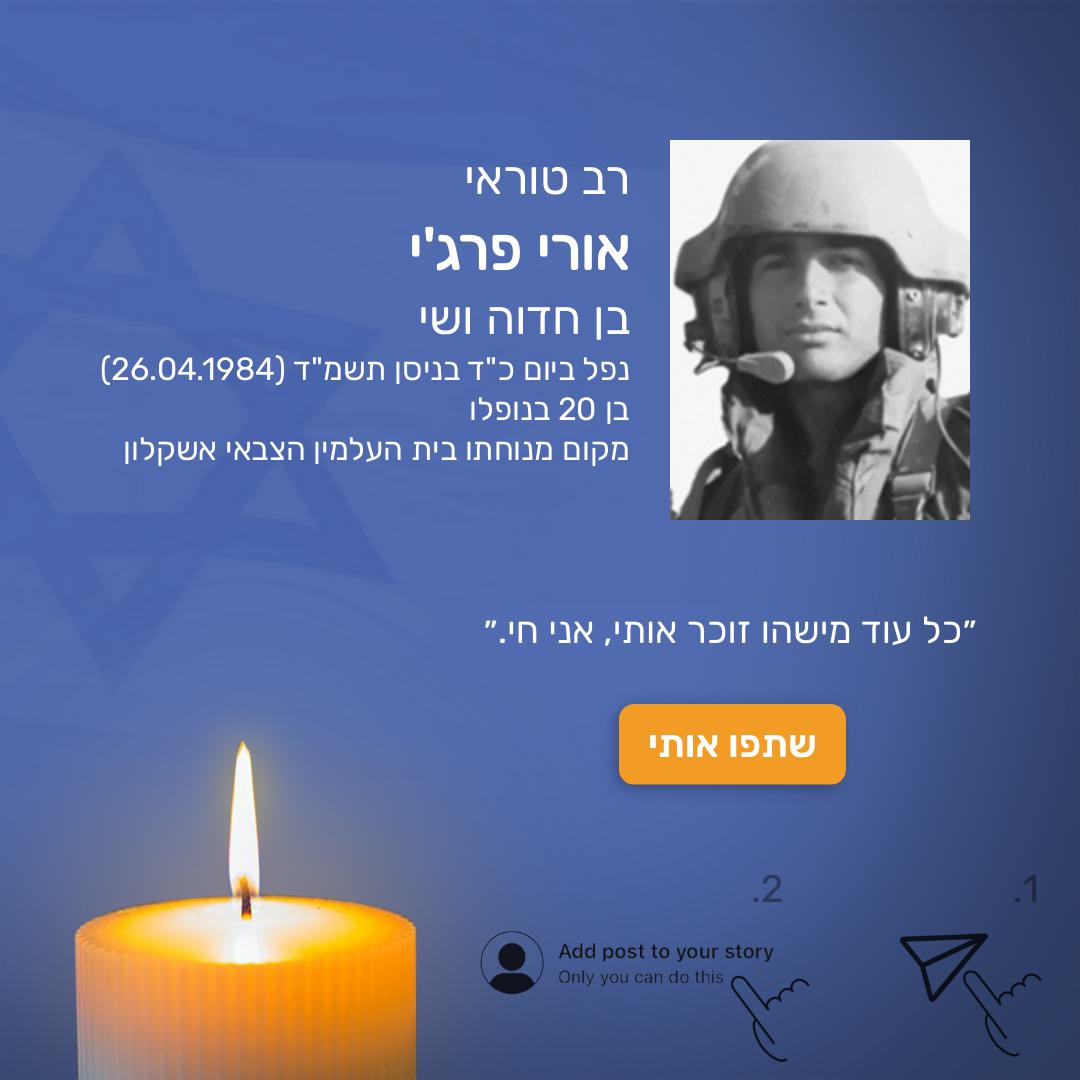 רב טוראי
אורי פרג'י
בן חדוה ושי
נפל ביום כ"ד בניסן תשמ"ד (26.04.1984)
בן 20 בנופלו
מקום מנוחתו בית העלמין הצבאי אשקלון
״כל עוד מישהו זוכר אותי, אני חי.״
שתפו אותי
1.
2.
Add post to your story
Only you can do this